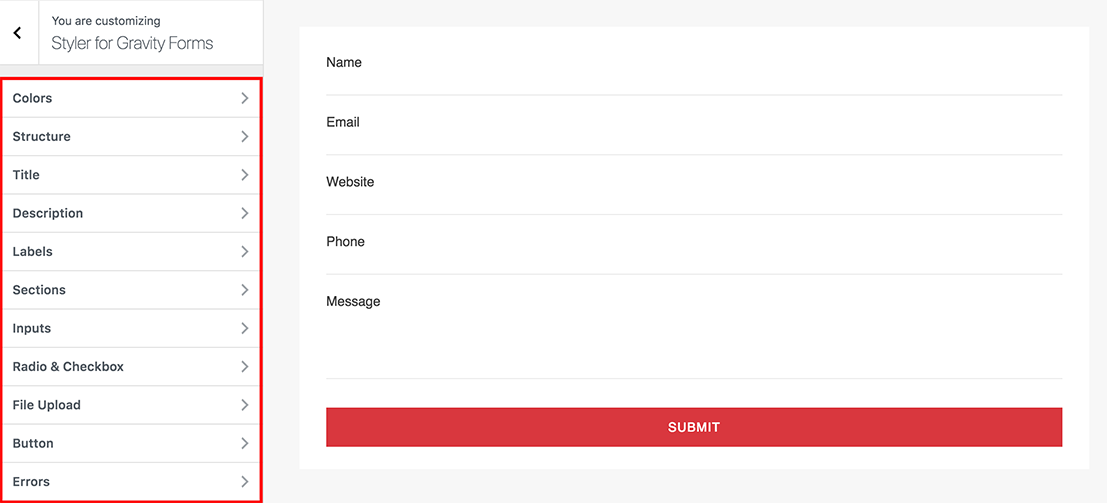 You are customizing
Styler for Gravity Forms
Colors
Structure
Title
Description
Labels
Sections
Inputs
Radio & Checkbox
File Upload
Button
Errors
Name
Email
Website
Phone
Message
SUBMIT